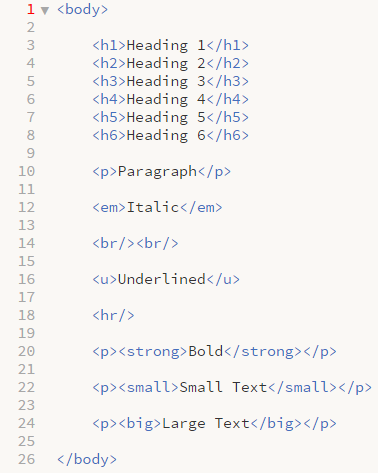 1 ▼ <body>
2
3 <h1>Heading 1</h1>
4 <h2>Heading 2</h2>
5 <h3>Heading 3</h3>
6 <h4>Heading 4</h4>
7 <h5>Heading 5</h5>
8 <h6>Heading 6</h6>
9
10 <p>Paragraph</p>
11
12 <em>Italic</em>
13
14 <br/><br/>
15
16 <u>Underlined</u>
17
18 <hr/>
19
20 <p><strong>Bold</strong></p>
21
22 <p><small>Small Text</small></p>
23
24 <p><big>Large Text</big></p>
25
26 </body>